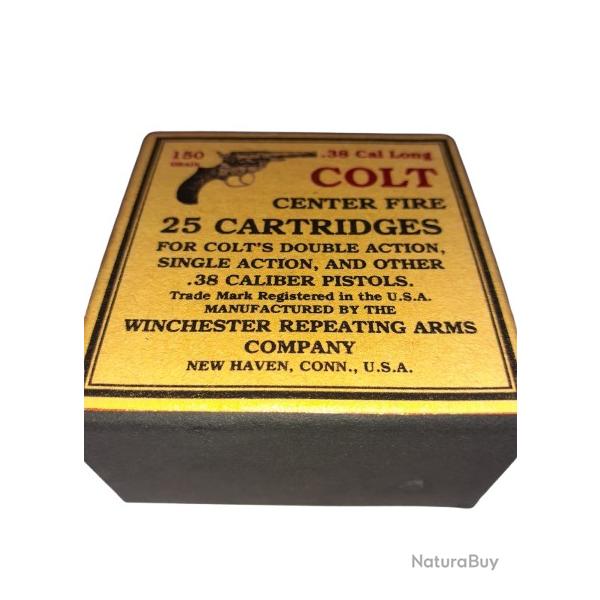 150 .38 Cal Long
GRAIN COLT
CENTER FIRE
25 CARTRIDGES
FOR COLT'S DOUBLE ACTION,
SINGLE ACTION, AND OTHER
.38 CALIBER PISTOLS.
Trade Mark Registered in the U.S.A.
MANUFACTURED BY THE
WINCHESTER REPEATING ARMS
COMPANY
NEW HAVEN, CONN., U.S.A.
NaturaBuy